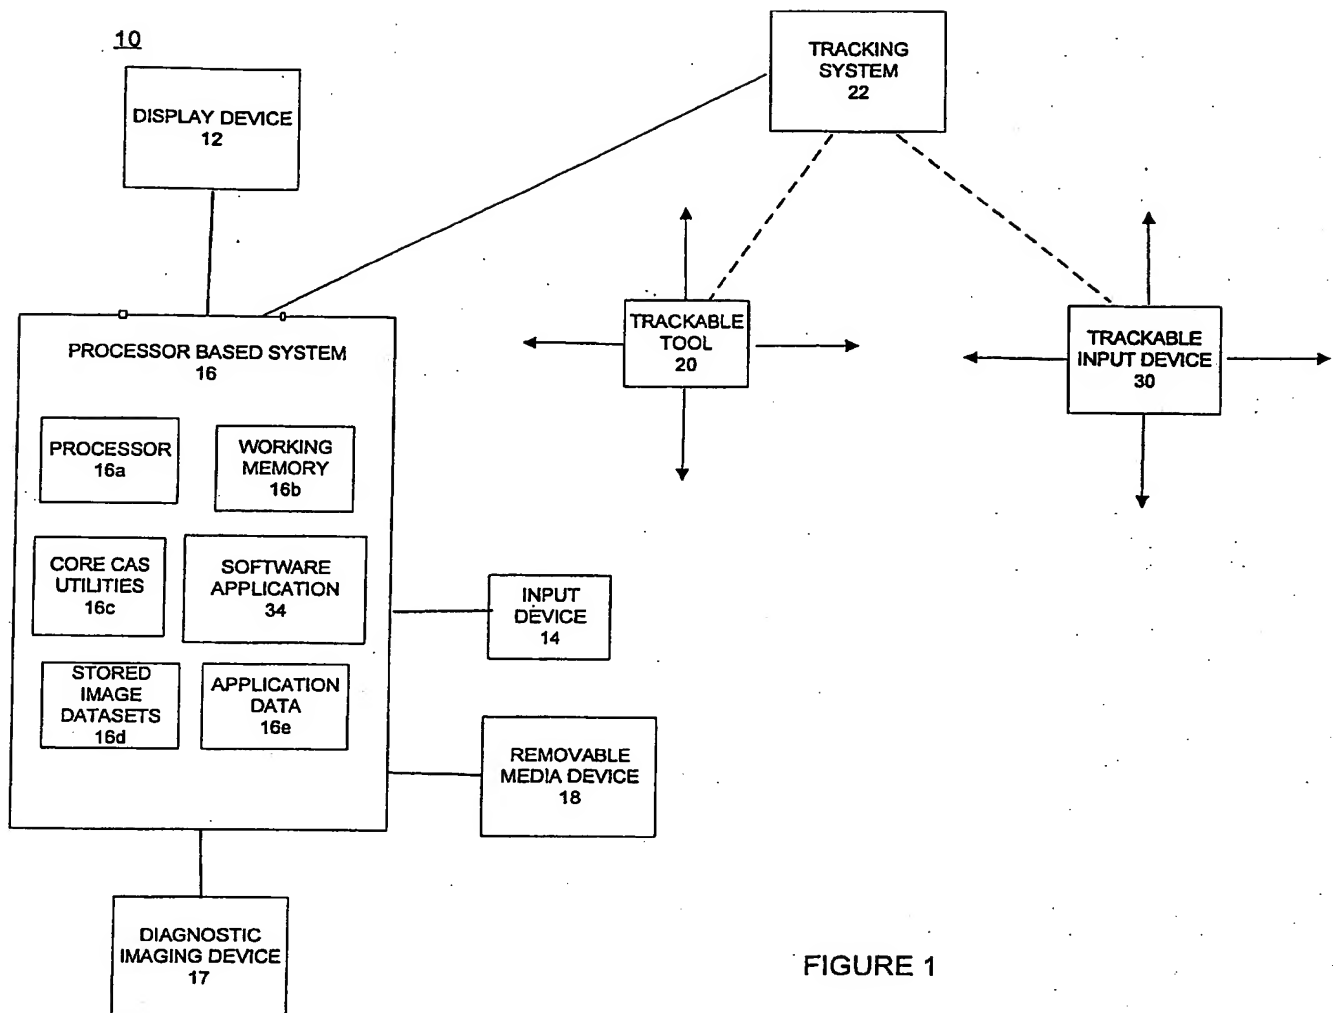 10
DISPLAY DEVICE
12
TRACKING
SYSTEM
22
TRACKABLE
TOOL
20
TRACKABLE
INPUT DEVICE
30
PROCESSOR BASED SYSTEM
16
PROCESSOR
16a
WORKING
MEMORY
16b
CORE CAS
UTILITIES
16c
SOFTWARE
APPLICATION
34
STORED
IMAGE
DATASETS
16d
APPLICATION
DATA
16e
INPUT
DEVICE
14
REMOVABLE
MEDIA DEVICE
18
DIAGNOSTIC
IMAGING DEVICE
17
FIGURE 1